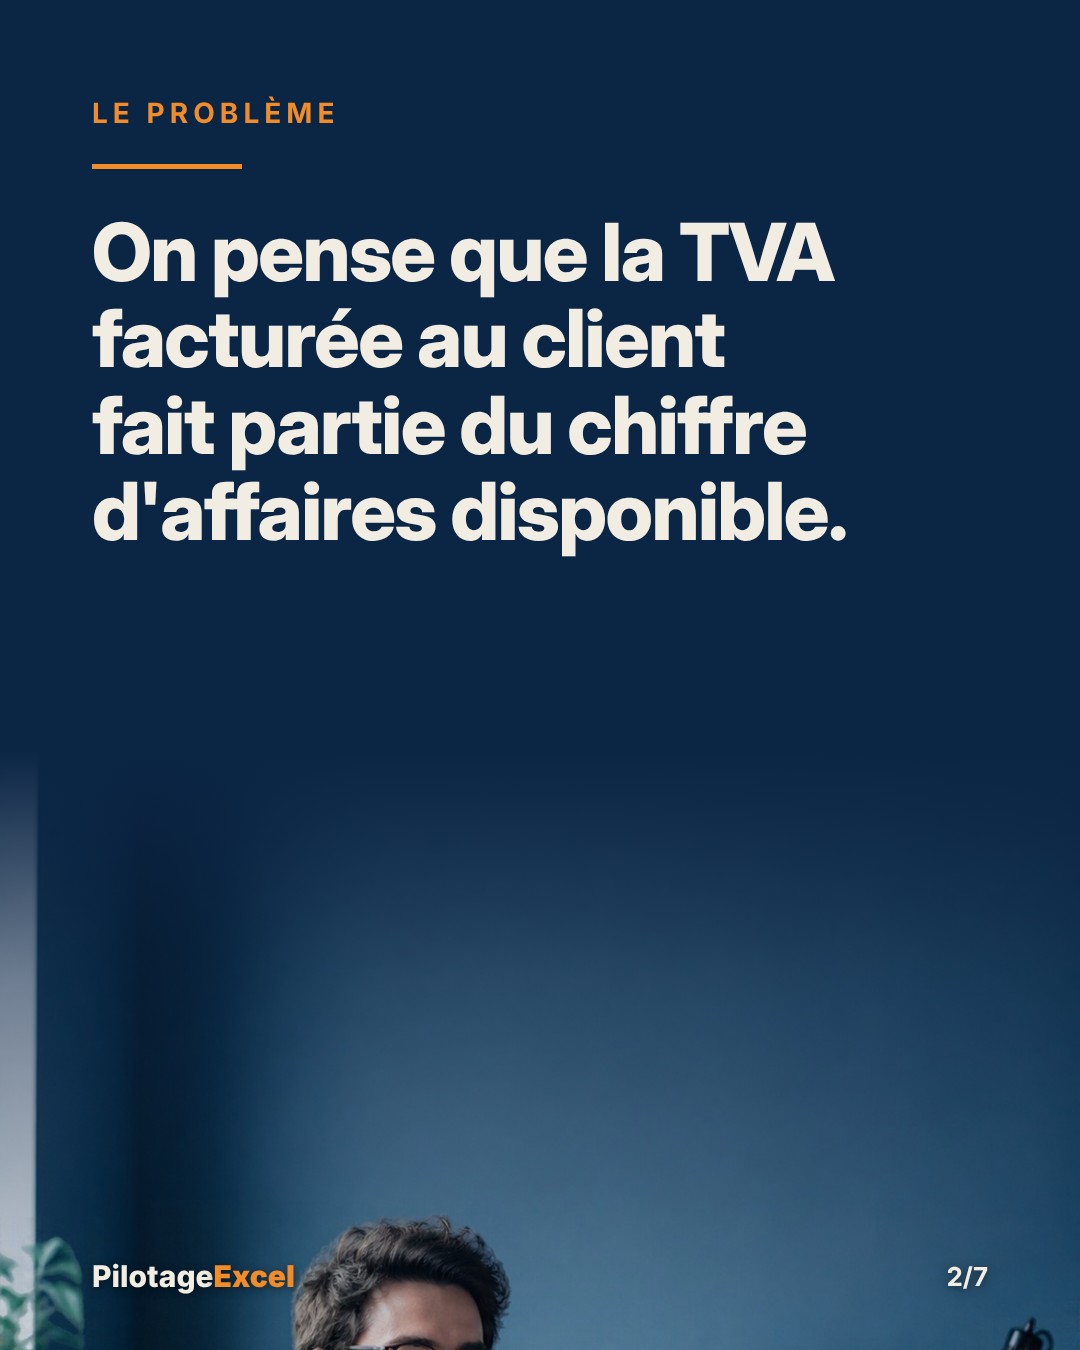 LE PROBLÈME
On pense que la TVA
facturée au client
fait partie du chiffre
d'affaires disponible.
PilotageExcel
2/7